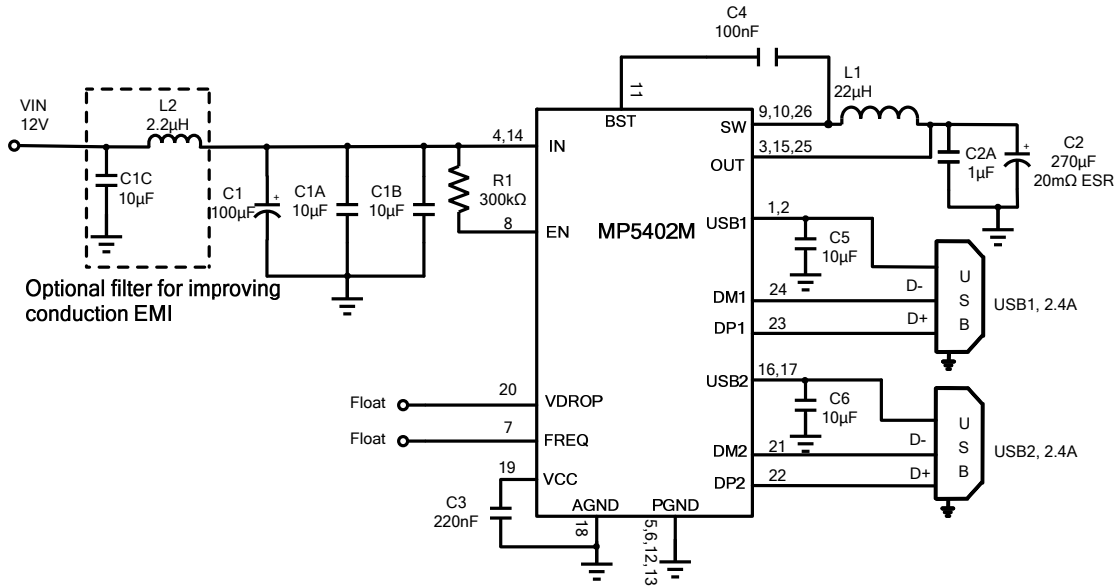 C4
100nF
VIN
12V
L2
2.2µH
C1C
10µF
Optional filter for improving
conduction EMI
C1
100µF
+
C1A
10µF
C1B
10µF
R1
300kΩ
4,14
IN
8
EN
11
BST
MP5402M
SW
9,10,26
L1
22µH
OUT
3,15,25
C2A
1µF
+
C2
270µF
20mΩ ESR
USB1
1,2
C5
10µF
DM1
24
D-
DP1
23
D+
USB
USB1, 2.4A
USB2
16,17
C6
10µF
DM2
21
D-
DP2
22
D+
USB
USB2, 2.4A
Float
20
VDROP
Float
7
FREQ
19
VCC
C3
220nF
AGND
18
PGND
5,6,12,13